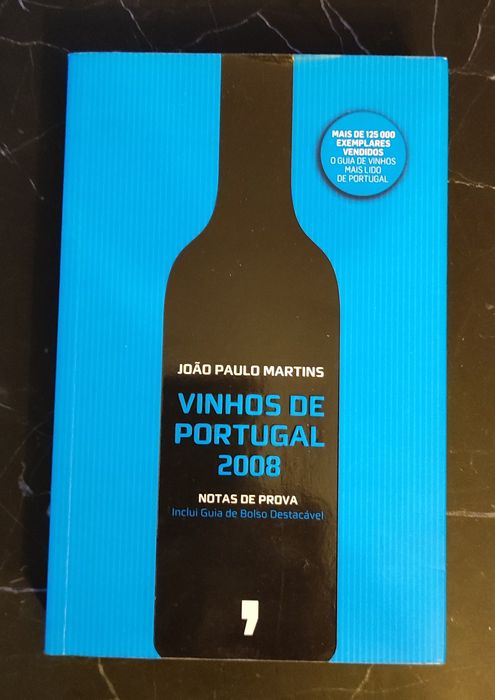 MAIS DE 125 000
EXEMPLARES
VENDIDOS
O GUIA DE VINHOS
MAIS LIDO
DE PORTUGAL
JOÃO PAULO MARTINS
VINHOS DE
PORTUGAL
2008
NOTAS DE PROVA
Inclui Guia de Bolso Destacável